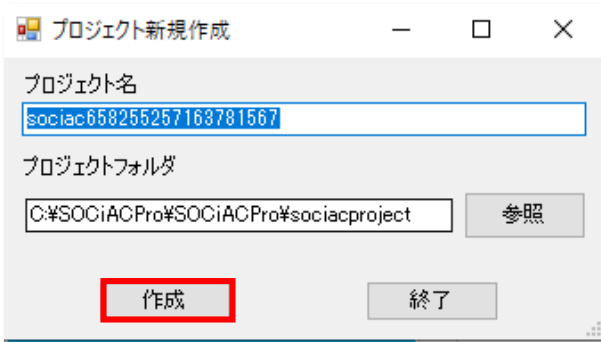 プロジェクト新規作成
プロジェクト名
sociac658255257163781567
プロジェクトフォルダ
C:¥SOCiACPro¥SOCiACPro¥sociacproject
参照
作成
終了